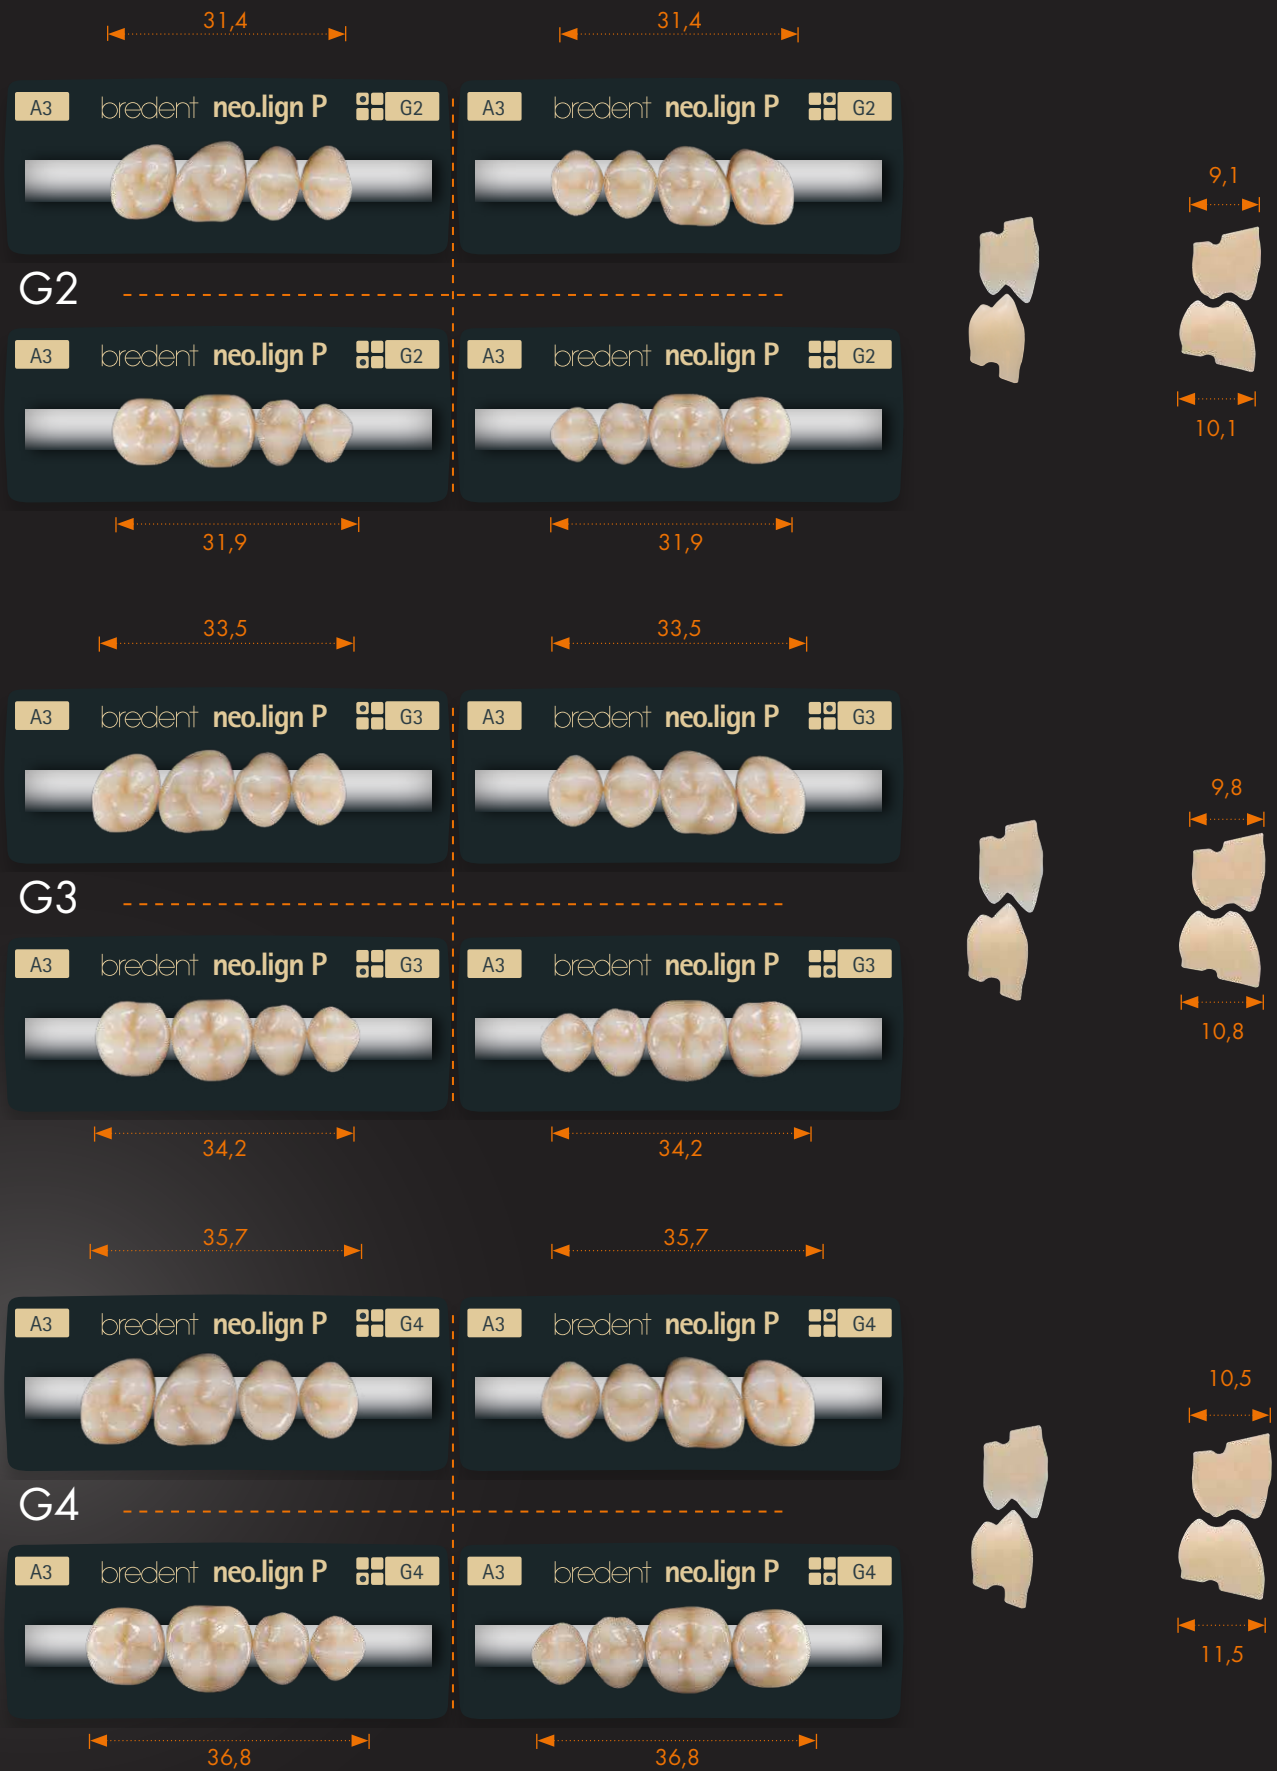 31,4 31,4
A3 bredent neo.lign P G2 A3 bredent neo.lign P G2
9,1
G2
A3 bredent neo.lign P G2 A3 bredent neo.lign P G2
10,1
31,9 31,9
33,5 33,5
A3 bredent neo.lign P G3 A3 bredent neo.lign P G3
9,8
G3
A3 bredent neo.lign P G3 A3 bredent neo.lign P G3
10,8
34,2 34,2
35,7 35,7
A3 bredent neo.lign P G4 A3 bredent neo.lign P G4
10,5
G4
A3 bredent neo.lign P G4 A3 bredent neo.lign P G4
11,5
36,8 36,8